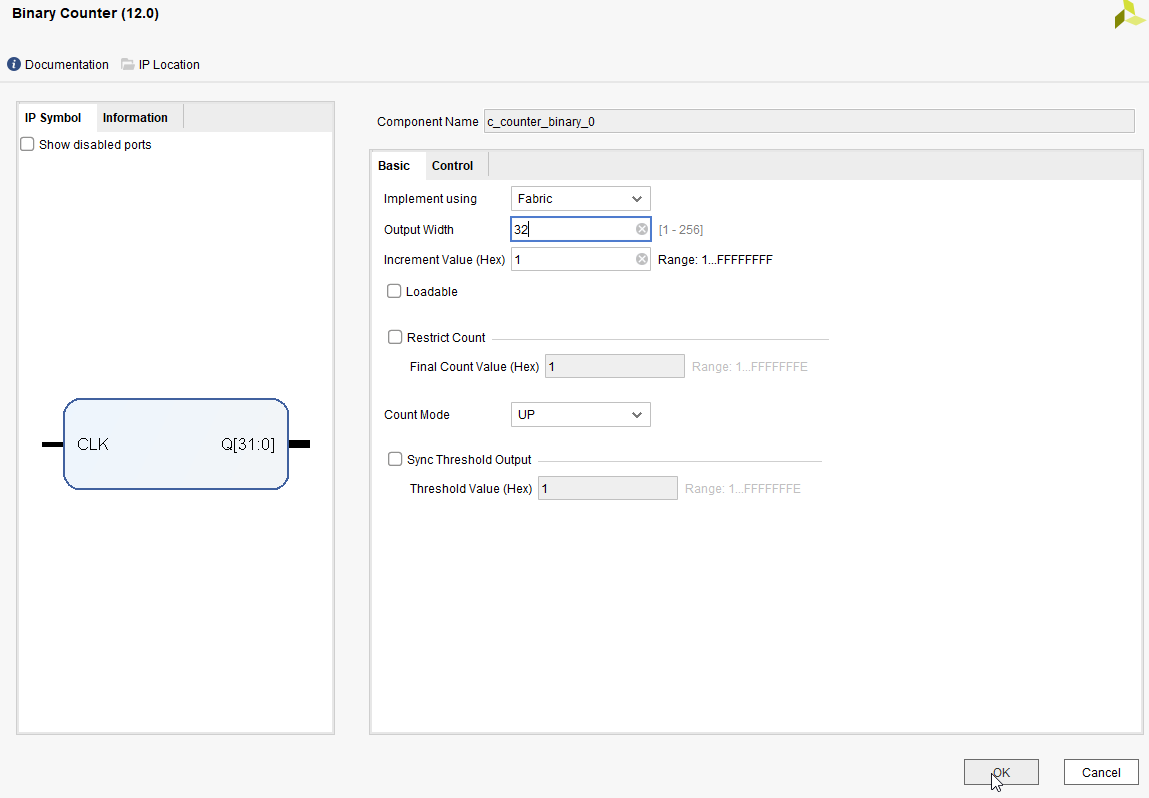 Binary Counter (12.0)
Documentation IP Location
IP Symbol Information
Show disabled ports
CLK Q[31:0]
Component Name c_counter_binary_0
Basic Control
Implement using Fabric
Output Width 32 [1 - 256]
Increment Value (Hex) 1 Range: 1...FFFFFFFF
Loadable
Restrict Count
Final Count Value (Hex) 1 Range: 1...FFFFFFFE
Count Mode UP
Sync Threshold Output
Threshold Value (Hex) 1 Range: 1...FFFFFFFE
OK Cancel